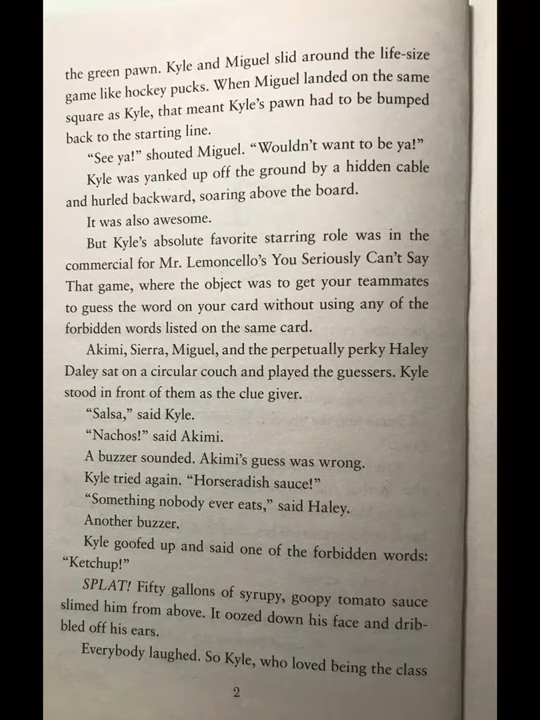 the green pawn. Kyle and Miguel slid around the life-size
game like hockey pucks. When Miguel landed on the same
square as Kyle, that meant Kyle's pawn had to be bumped
back to the starting line.
“See ya!” shouted Miguel. “Wouldn't want to be ya!”
Kyle was yanked up off the ground by a hidden cable
and hurled backward, soaring above the board.
It was also awesome.
But Kyle's absolute favorite starring role was in the
commercial for Mr. Lemoncello's You Seriously Can't Say
That game, where the object was to get your teammates
to guess the word on your card without using any of the
forbidden words listed on the same card.
Akimi, Sierra, Miguel, and the perpetually perky Haley
Daley sat on a circular couch and played the guessers. Kyle
stood in front of them as the clue giver.
“Salsa,” said Kyle.
“Nachos!” said Akimi.
A buzzer sounded. Akimi's guess was wrong.
Kyle tried again. “Horseradish sauce!”
“Something nobody ever eats,” said Haley.
Another buzzer.
Kyle goofed up and said one of the forbidden words:
“Ketchup!”
SPLAT! Fifty gallons of syrupy, goopy tomato sauce
slimed him from above. It oozed down his face and drib-
bled off his ears.
Everybody laughed. So Kyle, who loved being the class
2